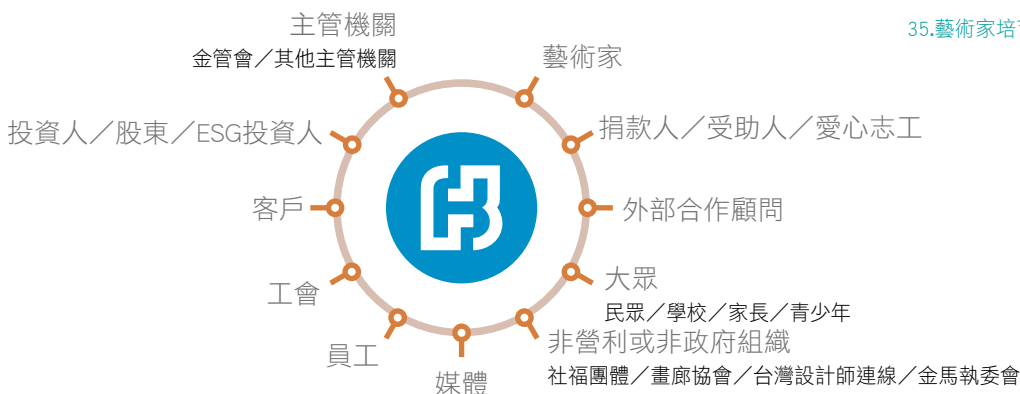 主管機關
金管會／其他主管機關
35.藝術家培
藝術家
投資人／股東／ESG投資人
捐款人／受助人／愛心志工
客戶
外部合作顧問
工會
大眾
民眾／學校／家長／青少年
員工
非營利或非政府組織
社福團體／畫廊協會／台灣設計師連線／金馬執委會
媒體